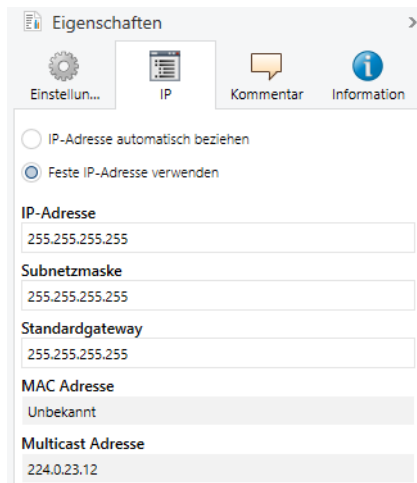 Eigenschaften
Einstellun... IP Kommentar Information
IP-Adresse automatisch beziehen
Feste IP-Adresse verwenden
IP-Adresse
255.255.255.255
Subnetzmaske
255.255.255.255
Standardgateway
255.255.255.255
MAC Adresse
Unbekannt
Multicast Adresse
224.0.23.12